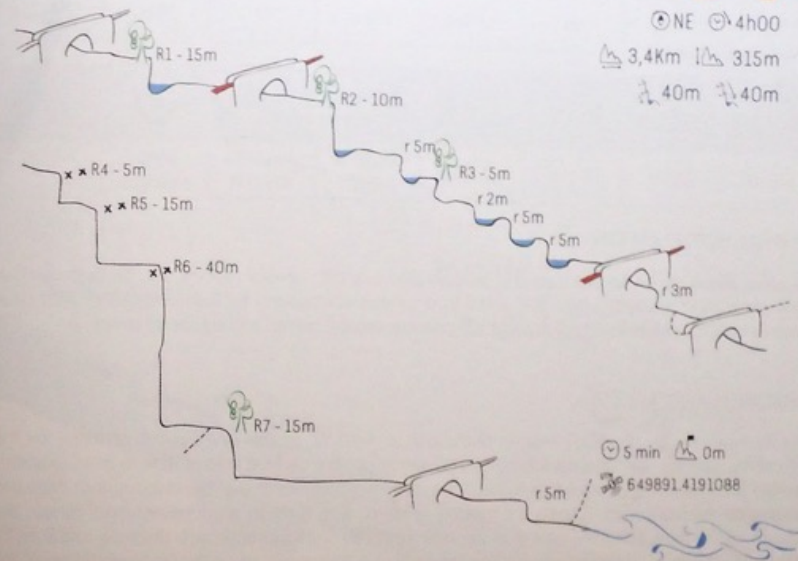 NE 4h00
3,4Km 315m
40m 40m
R1 - 15m
R2 - 10m
r 5m
R3 - 5m
r 2m
r 5m
r 5m
r 3m
R4 - 5m
R5 - 15m
R6 - 40m
R7 - 15m
5 min 0m
649891.4191088
r 5m